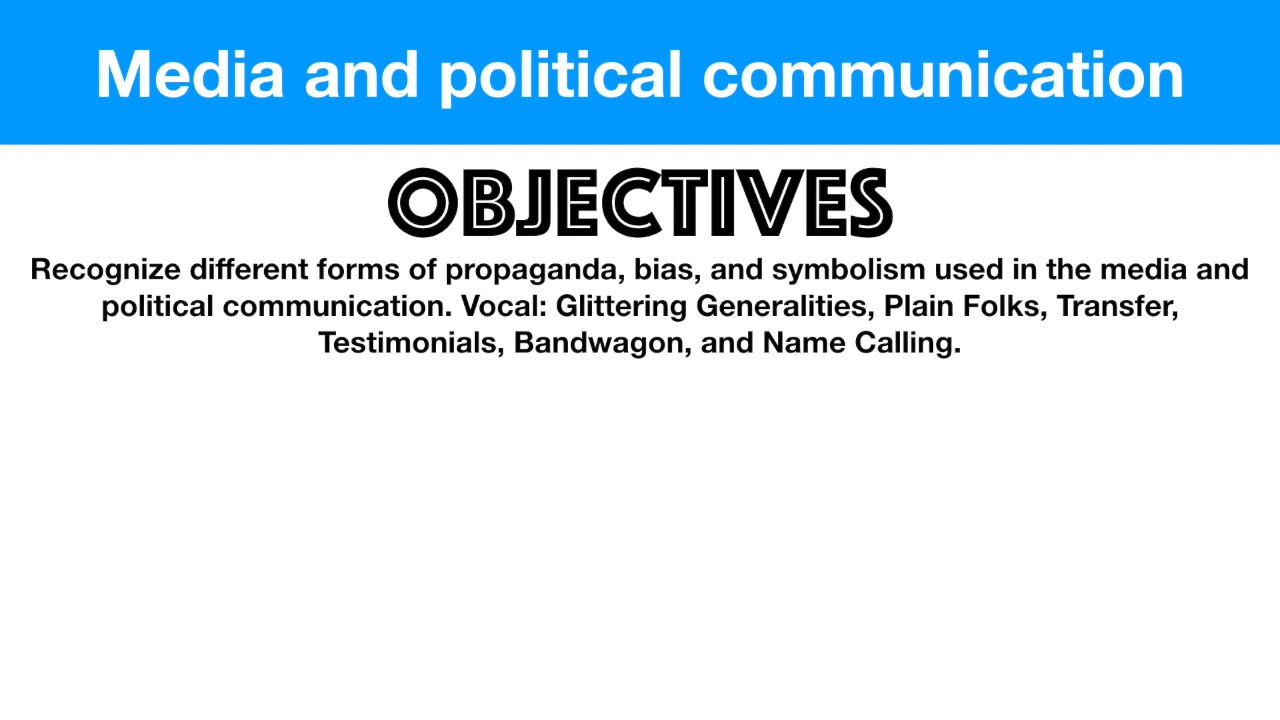 Media and political communication
OBJECTIVES
Recognize different forms of propaganda, bias, and symbolism used in the media and
political communication. Vocal: Glittering Generalities, Plain Folks, Transfer,
Testimonials, Bandwagon, and Name Calling.